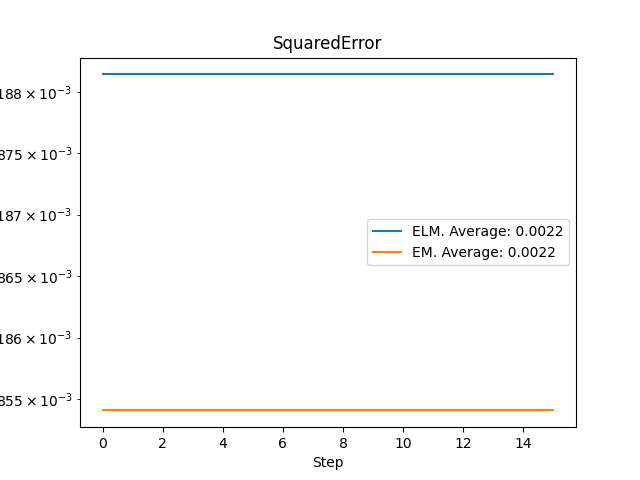 SquaredError
188 × 10⁻³
875 × 10⁻³
187 × 10⁻³
865 × 10⁻³
186 × 10⁻³
855 × 10⁻³
ELM. Average: 0.0022
EM. Average: 0.0022
0 2 4 6 8 10 12 14
Step